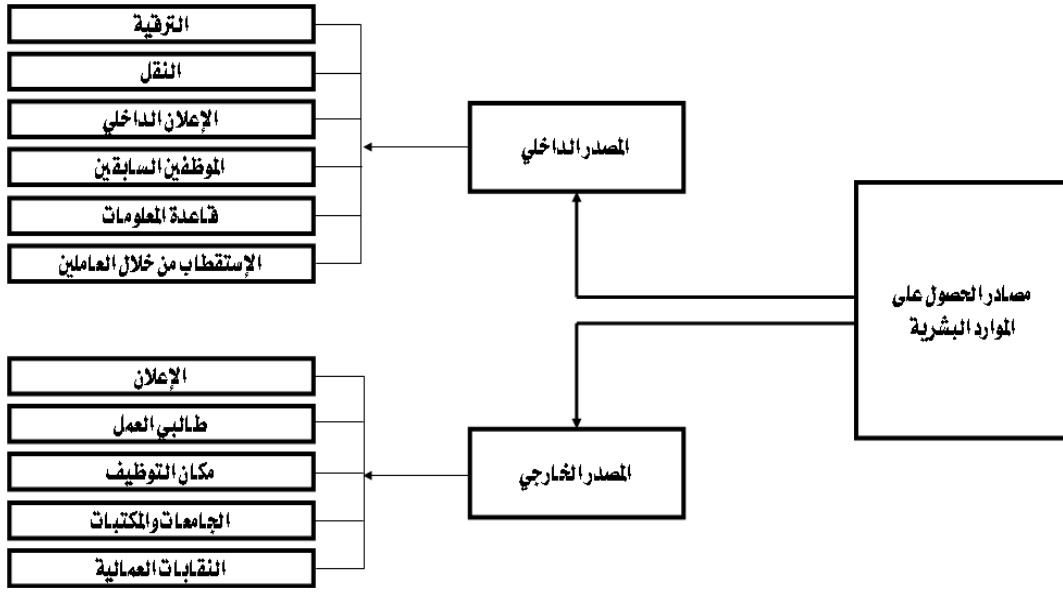 مصادر الحصول على
الموارد البشرية
المصدر الداخلي
الترقية
النقل
الإعلان الداخلي
الموظفين السابقين
قاعدة المعلومات
الإستقطاب من خلال العاملين
المصدر الخارجي
الإعلان
طالبي العمل
مكان التوظيف
الجامعات والمكتبات
النقابات العمالية